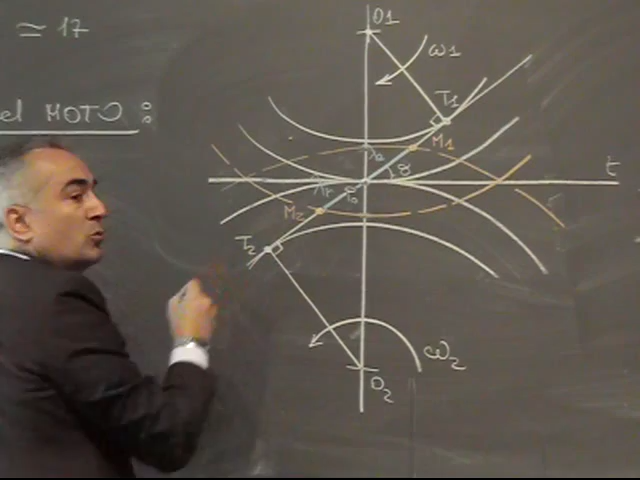 ≃ 17
el MOTO :
O1
ω1
T1
M1
t
M2
T2
ω2
O2